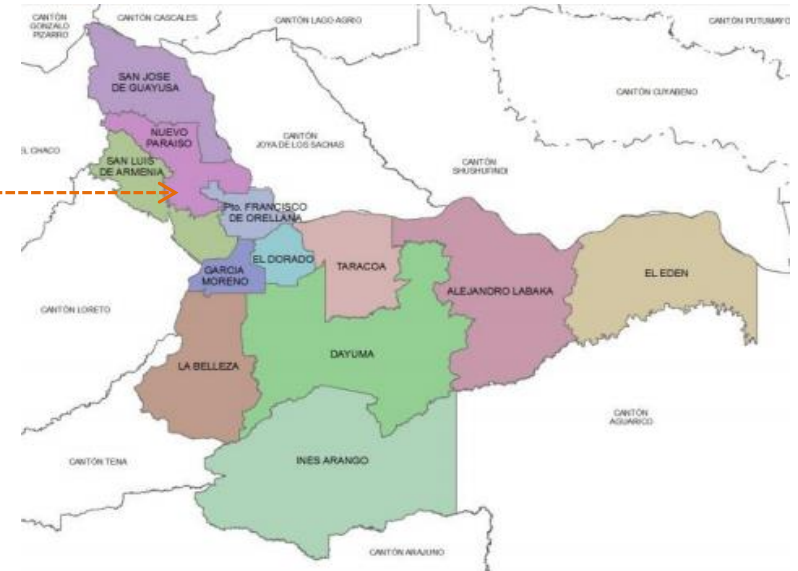 CANTÓN
GONZALO
PIZARRO
CANTÓN CASCALES
CANTÓN LAGO AGRIO
CANTÓN PUTUMAYO
SAN JOSE
DE GUAYUSA
CANTÓN CUYABENO
NUEVO
PARAISO
CANTÓN
JOYA DE LOS SACHAS
EL CHACO
SAN LUIS
DE ARMENIA
CANTÓN
SHUSHUFINDI
Pto. FRANCISCO
DE ORELLANA
EL DORADO
TARACOA
GARCIA
MORENO
ALEJANDRO LABAKA
EL EDEN
CANTÓN LORETO
DAYUMA
LA BELLEZA
CANTÓN
AGUARICO
CANTÓN TENA
INES ARANGO
CANTÓN ARAJUNO